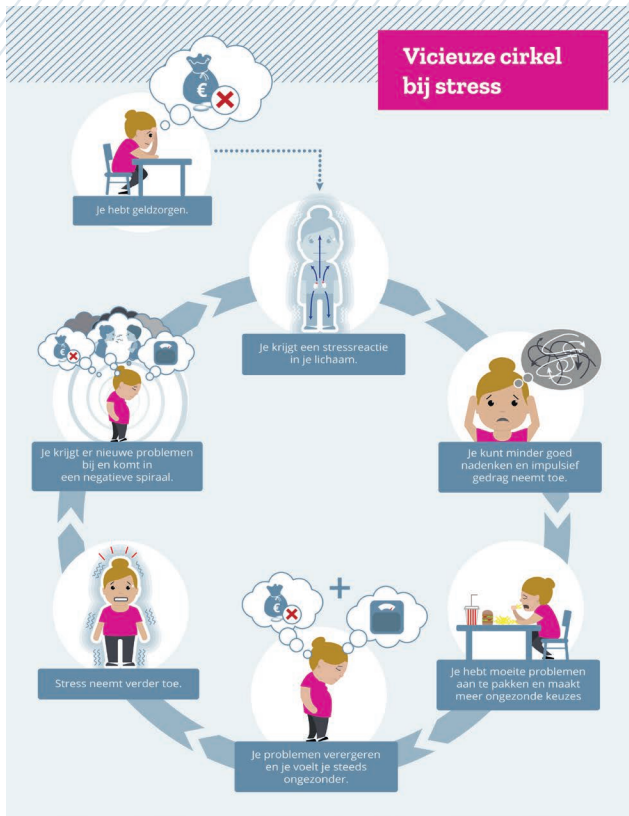 Vicieuze cirkel
bij stress
€
Je hebt geldzorgen.
Je krijgt een stressreactie
in je lichaam.
Je kunt minder goed
nadenken en impulsief
gedrag neemt toe.
Je hebt moeite problemen
aan te pakken en maakt
meer ongezonde keuzes
€
+
Je problemen verergeren
en je voelt je steeds
ongezonder.
Stress neemt verder toe.
€
Je krijgt er nieuwe problemen
bij en komt in
een negatieve spiraal.